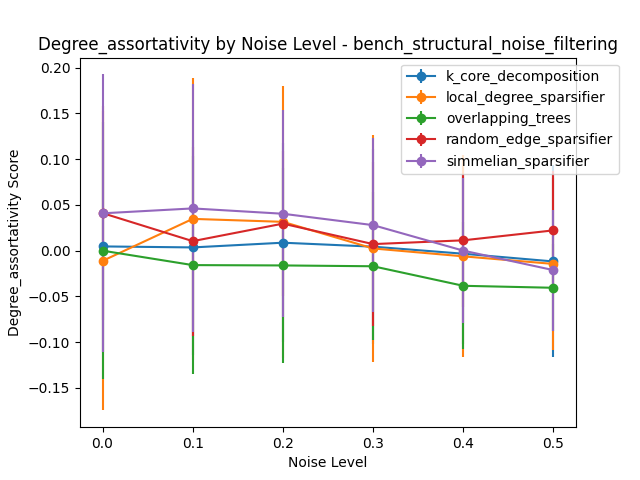 Degree_assortativity by Noise Level - bench_structural_noise_filtering
k_core_decomposition
local_degree_sparsifier
overlapping_trees
random_edge_sparsifier
simmelian_sparsifier
Degree_assortativity Score
0.20
0.15
0.10
0.05
0.00
−0.05
−0.10
−0.15
0.0 0.1 0.2 0.3 0.4 0.5
Noise Level